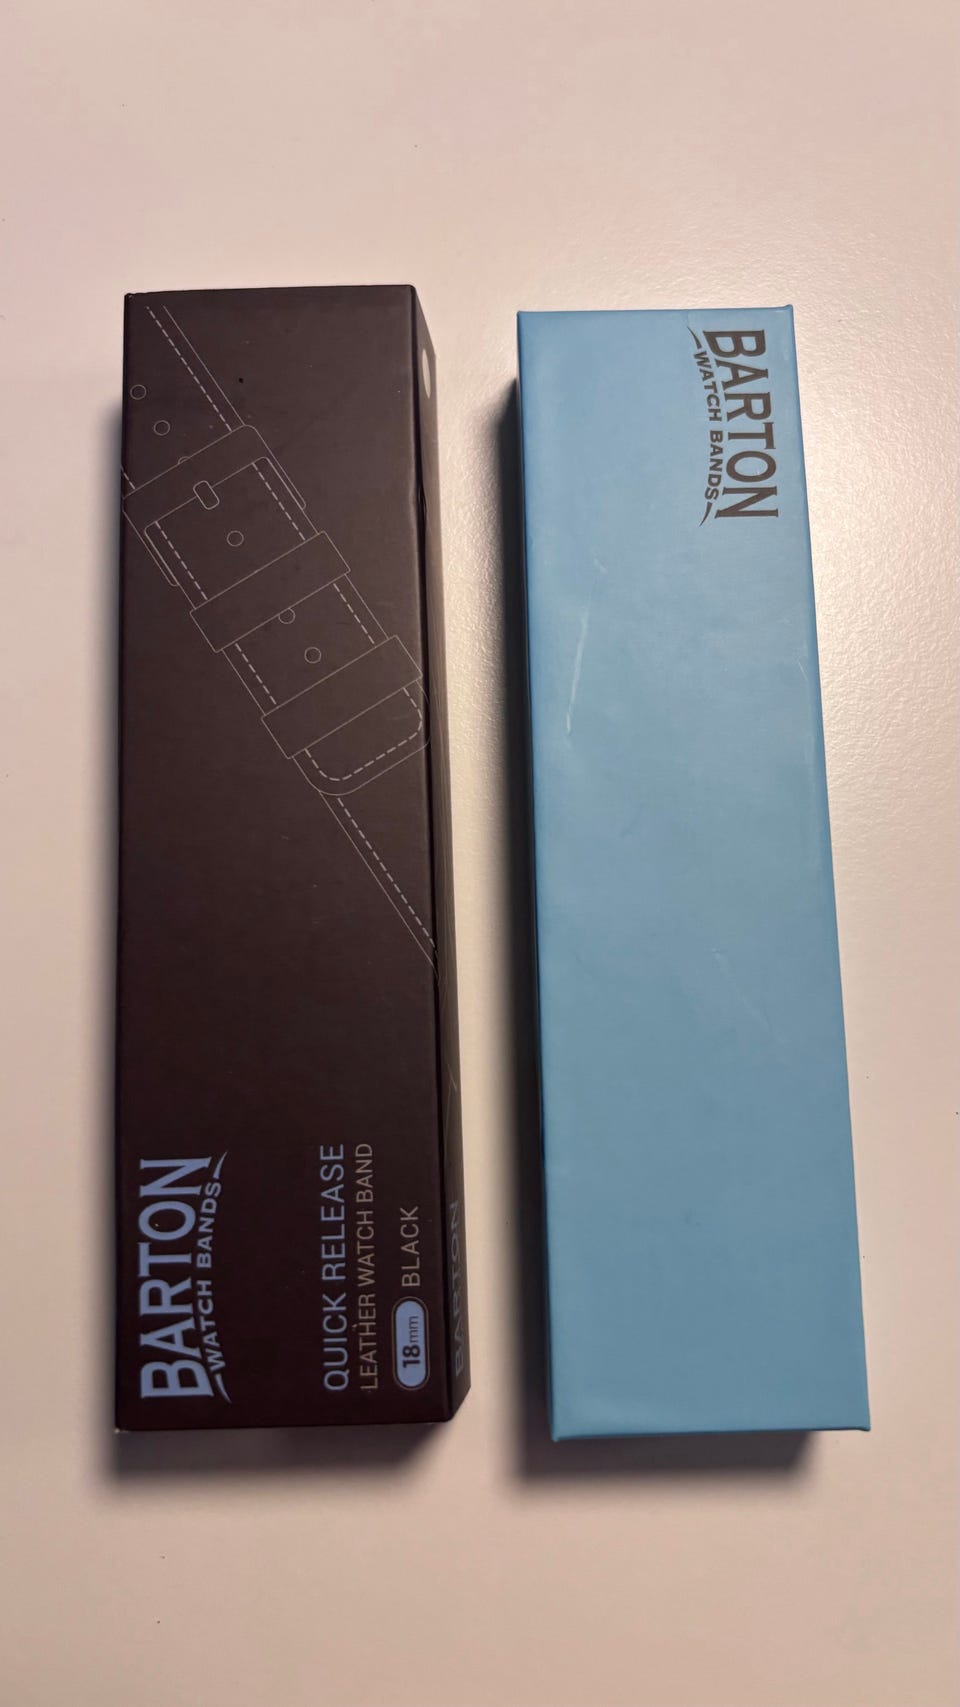 BARTON
WATCH BANDS
QUICK RELEASE
LEATHER WATCH BAND
18mm BLACK
BARTON
BARTON
WATCH BANDS